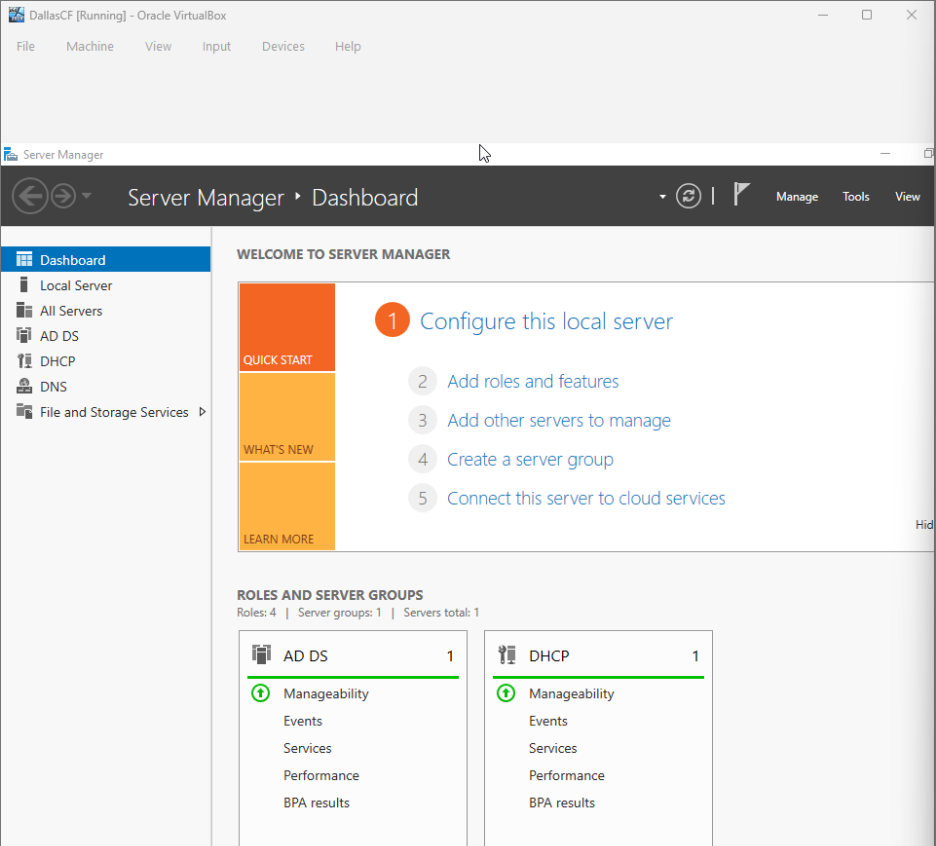 DallasCF [Running] - Oracle VirtualBox
File Machine View Input Devices Help
Server Manager
Server Manager Dashboard
Manage Tools View
Dashboard
Local Server
All Servers
AD DS
DHCP
DNS
File and Storage Services
WELCOME TO SERVER MANAGER
QUICK START
WHAT'S NEW
LEARN MORE
1 Configure this local server
2 Add roles and features
3 Add other servers to manage
4 Create a server group
5 Connect this server to cloud services
Hid
ROLES AND SERVER GROUPS
Roles: 4 | Server groups: 1 | Servers total: 1
AD DS 1
Manageability
Events
Services
Performance
BPA results
DHCP 1
Manageability
Events
Services
Performance
BPA results